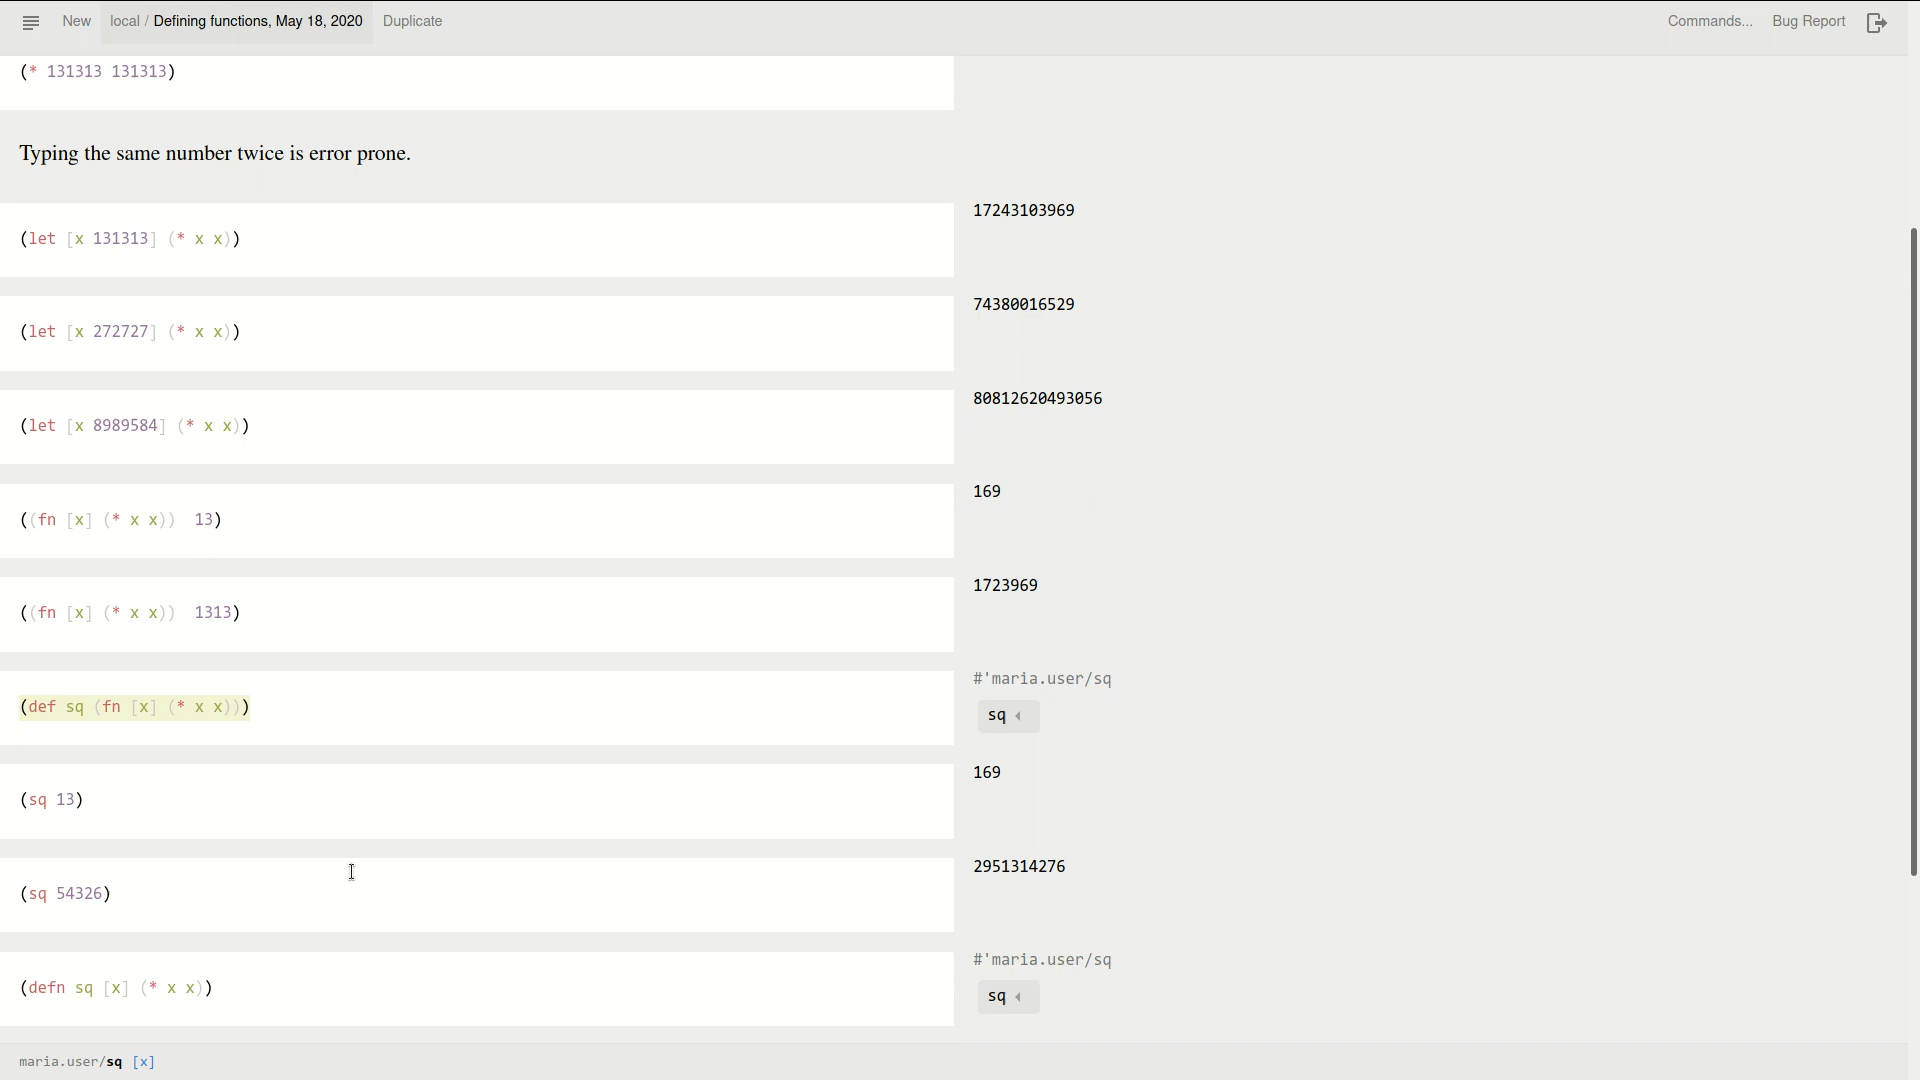 New local / Defining functions, May 18, 2020 Duplicate Commands... Bug Report
(* 131313 131313)
Typing the same number twice is error prone.
(let [x 131313] (* x x))
17243103969
(let [x 272727] (* x x))
74380016529
(let [x 8989584] (* x x))
80812620493056
((fn [x] (* x x))  13)
169
((fn [x] (* x x))  1313)
1723969
(def sq (fn [x] (* x x)))
#'maria.user/sq
sq
(sq 13)
169
(sq 54326)
2951314276
(defn sq [x] (* x x))
#'maria.user/sq
sq
maria.user/sq [x]